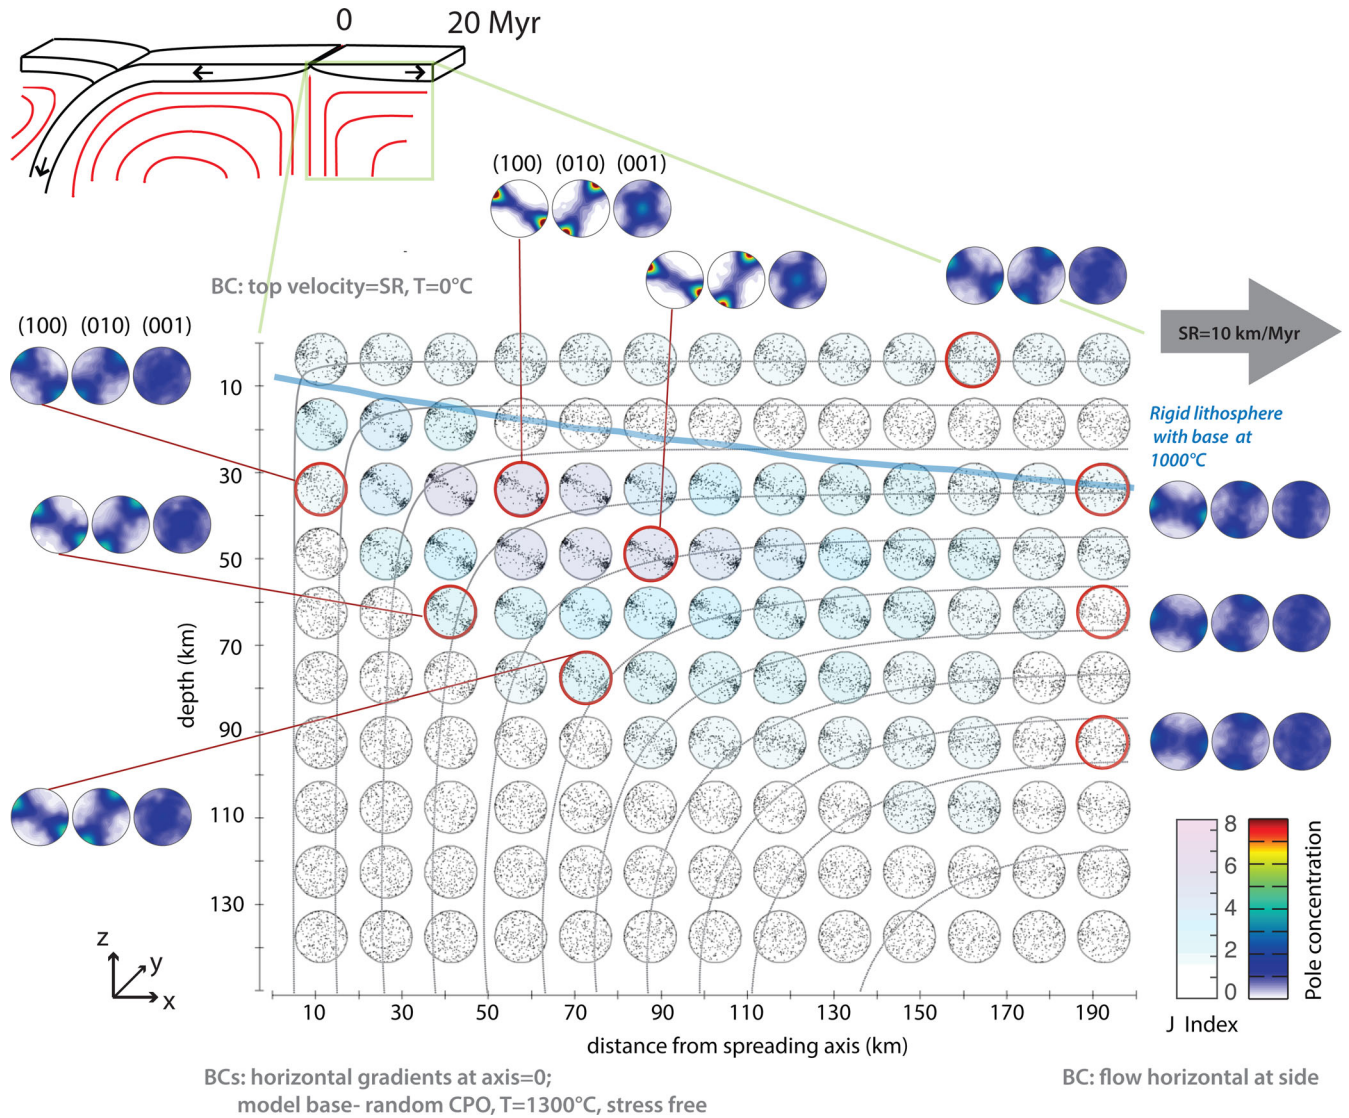 0 20 Myr
(100) (010) (001)
BC: top velocity=SR, T=0°C
(100) (010) (001)
SR=10 km/Myr
Rigid lithosphere
with base at
1000°C
10
30
50
70
90
110
130
depth (km)
z
y
x
10 30 50 70 90 110 130 150 170 190
distance from spreading axis (km)
8
6
4
2
0
J Index
Pole concentration
BCs: horizontal gradients at axis=0;
model base- random CPO, T=1300°C, stress free
BC: flow horizontal at side